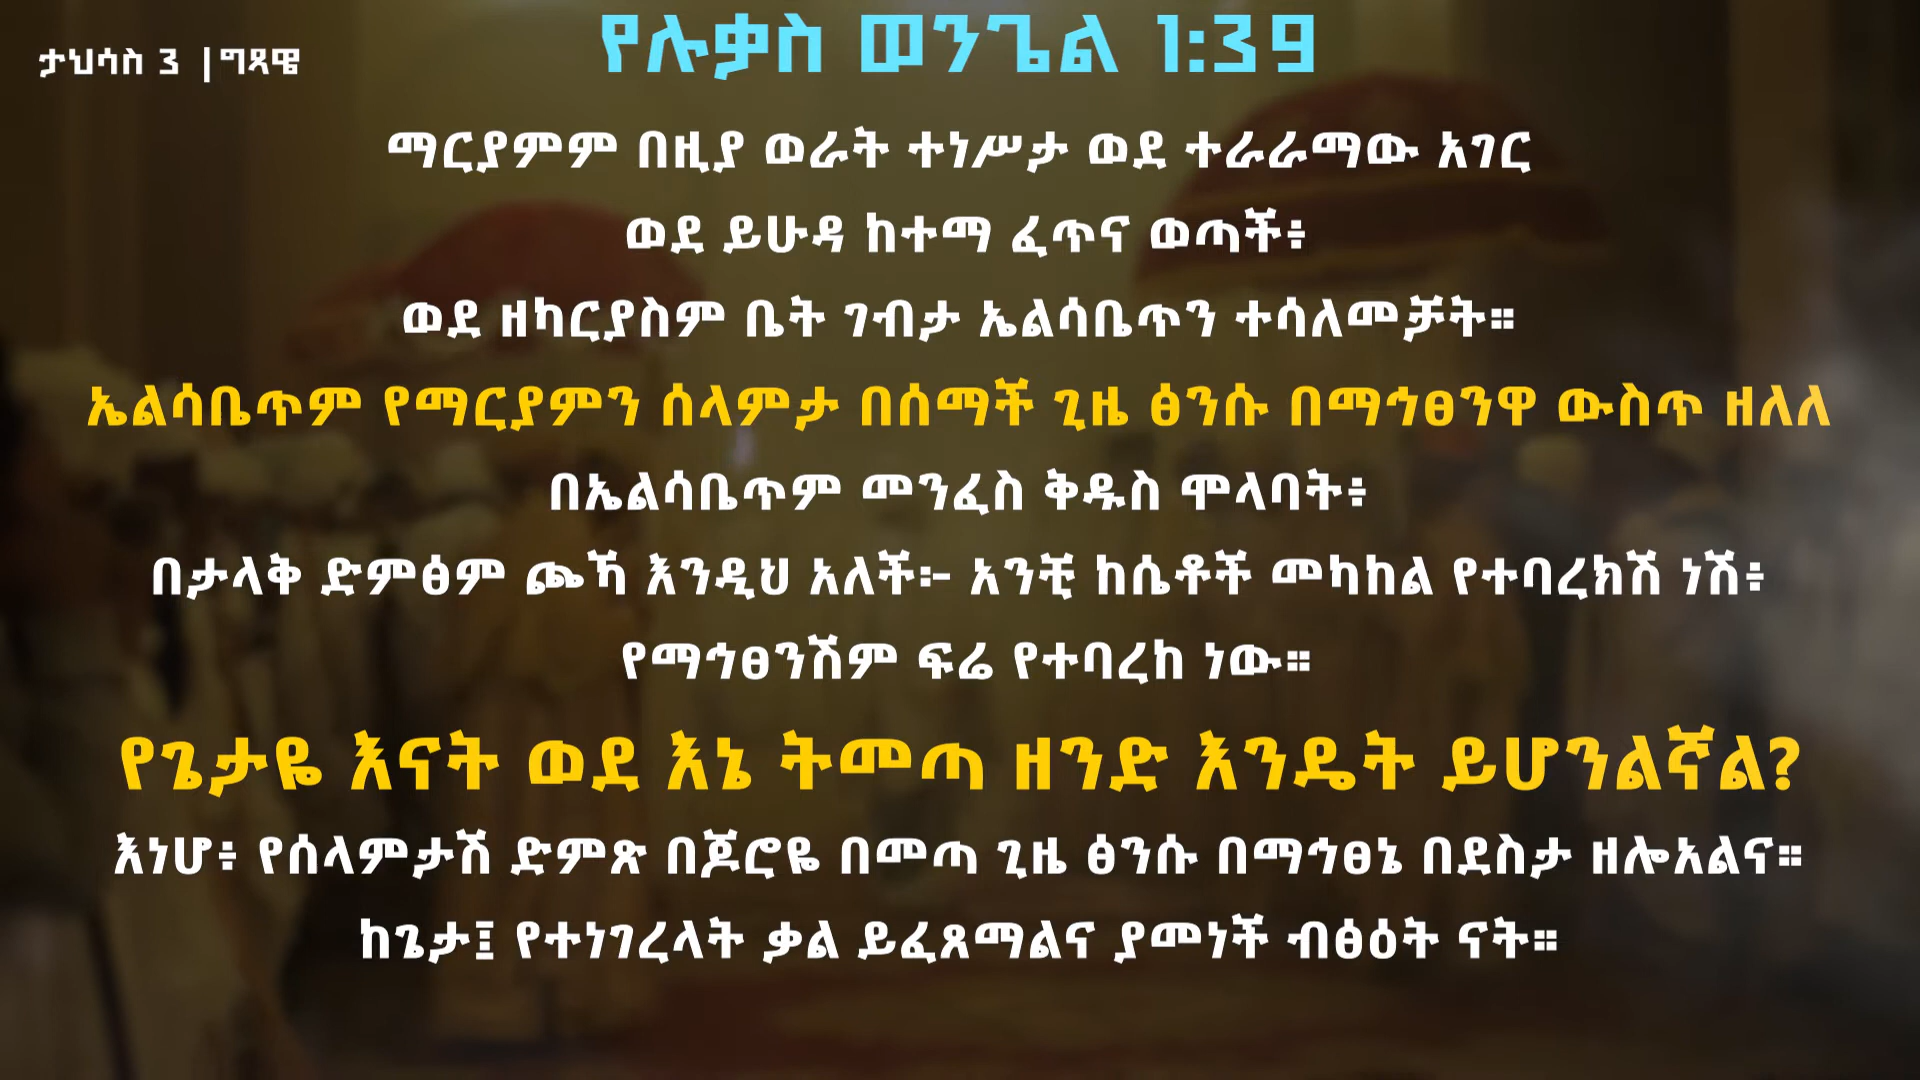 ታህሳስ 3 |ግጻዌ
የሉቃስ ወንጌል 1:39
ማርያምም በዚያ ወራት ተነሥታ ወደ ተራራማው አገር
ወደ ይሁዳ ከተማ ፈጥና ወጣች፥
ወደ ዘካርያስም ቤት ገብታ ኤልሳቤጥን ተሳለመቻት።
ኤልሳቤጥም የማርያምን ሰላምታ በሰማች ጊዜ ፅንሱ በማኅፀንዋ ውስጥ ዘለለ
በኤልሳቤጥም መንፈስ ቅዱስ ሞላባት፥
በታላቅ ድምፅም ጮኻ እንዲህ አለች፦ አንቺ ከሴቶች መካከል የተባረክሽ ነሽ፥
የማኅፀንሽም ፍሬ የተባረከ ነው።
የጌታዬ እናት ወደ እኔ ትመጣ ዘንድ እንዴት ይሆንልኛል?
እነሆ፥ የሰላምታሽ ድምጽ በጆሮዬ በመጣ ጊዜ ፅንሱ በማኅፀኔ በደስታ ዘሎአልና።
ከጌታ፤ የተነገረላት ቃል ይፈጸማልና ያመነች ብፅዕት ናት።